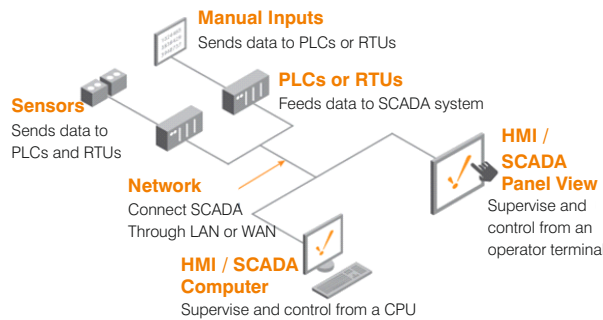 Manual Inputs
Sends data to PLCs or RTUs
PLCs or RTUs
Feeds data to SCADA system
Sensors
Sends data to
PLCs and RTUs
HMI /
SCADA
Panel View
Supervise and
control from an
operator terminal
Network
Connect SCADA
Through LAN or WAN
HMI / SCADA
Computer
Supervise and control from a CPU